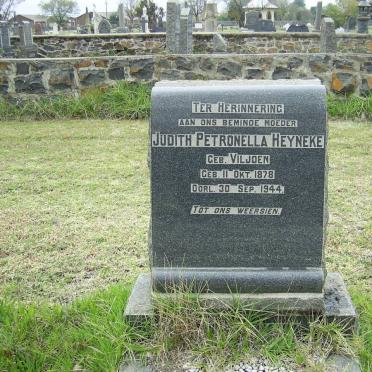 TER HERINNERING
AAN ONS BEMINDE MOEDER
JUDITH PETRONELLA HEYNEKE
GEB. VILJOEN
GEB. 11 OKT. 1878
OORL. 30 SEP. 1944
TOT ONS WEERSIEN.